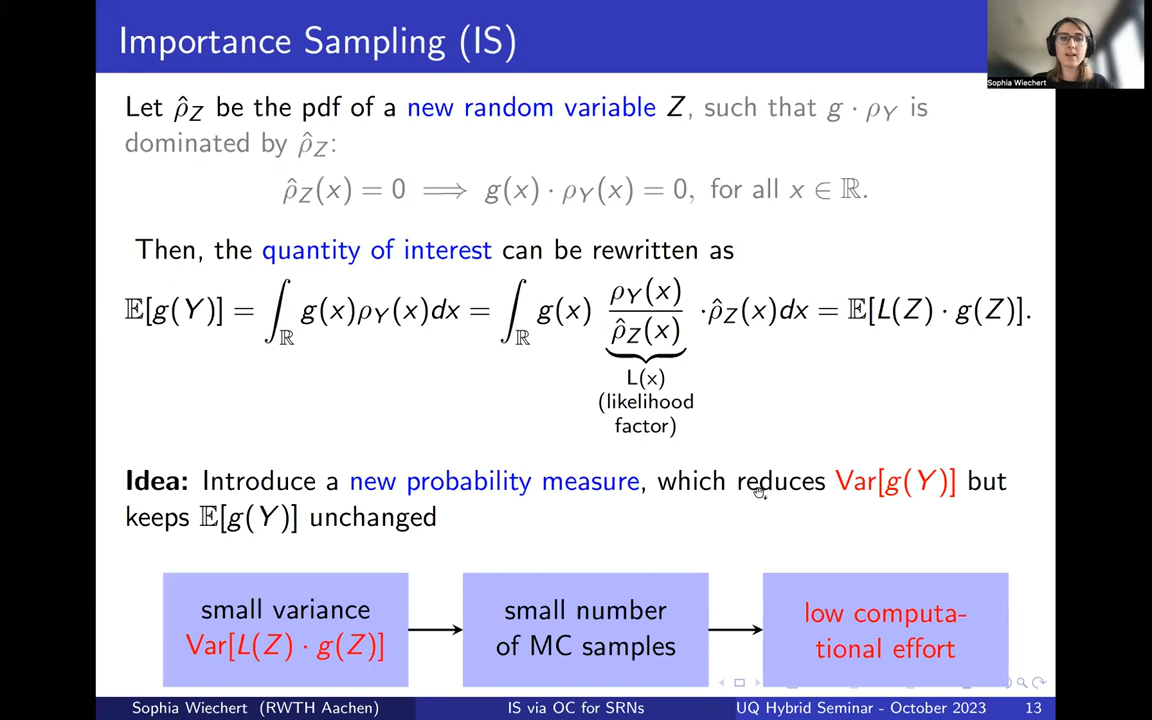 Importance Sampling (IS)
Sophia Wiechert
Let ρ̂_Z be the pdf of a new random variable Z, such that g · ρ_Y is
dominated by ρ̂_Z:
ρ̂_Z(x) = 0 ⟹ g(x) · ρ_Y(x) = 0, for all x ∈ ℝ.
Then, the quantity of interest can be rewritten as
𝔼[g(Y)] = ∫_ℝ g(x)ρ_Y(x)dx = ∫_ℝ g(x) ρ_Y(x)/ρ̂_Z(x) · ρ̂_Z(x)dx = 𝔼[L(Z) · g(Z)].
L(x)
(likelihood
factor)
Idea: Introduce a new probability measure, which reduces Var[g(Y)] but
keeps 𝔼[g(Y)] unchanged
small variance
Var[L(Z) · g(Z)]
small number
of MC samples
low computa-
tional effort
Sophia Wiechert (RWTH Aachen) IS via OC for SRNs UQ Hybrid Seminar - October 2023 13